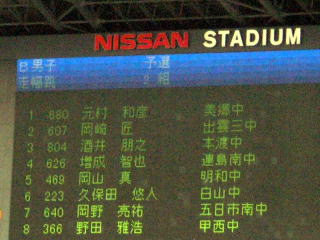 NISSAN STADIUM
B男子 予選
走幅跳 2組
1 680 元村 和彦 美郷中
2 607 岡崎 匠 出雲三中
3 804 酒井 朋之 本渡中
4 626 増成 智也 連島南中
5 469 岡山 真 明和中
6 223 久保田 悠人 白山中
7 640 岡野 亮祐 五日市南中
8 366 野田 雅浩 甲西中